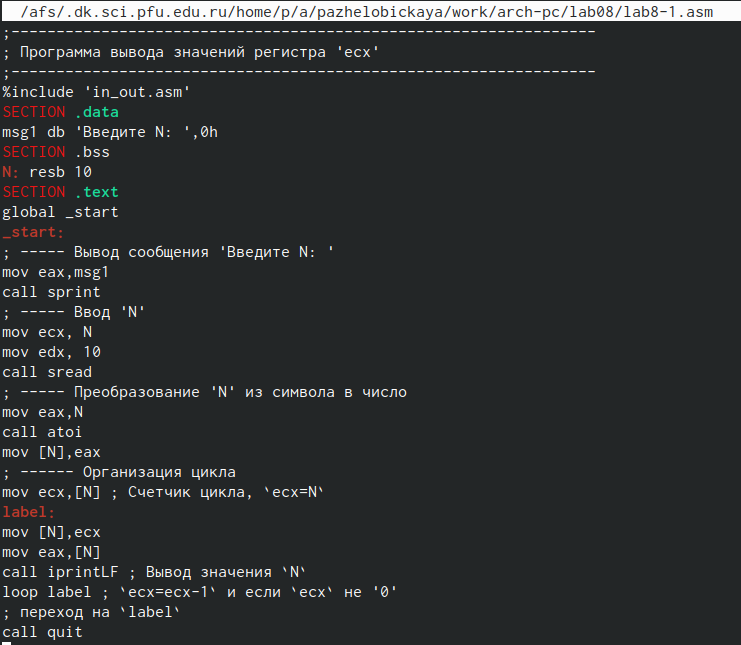 /afs/.dk.sci.pfu.edu.ru/home/p/a/pazhelobickaya/work/arch-pc/lab08/lab8-1.asm
;-----------------------------------------------------------------
; Программа вывода значений регистра 'ecx'
;-----------------------------------------------------------------
%include 'in_out.asm'
SECTION .data
msg1 db 'Введите N: ',0h
SECTION .bss
N: resb 10
SECTION .text
global _start
_start:
; ----- Вывод сообщения 'Введите N: '
mov eax,msg1
call sprint
; ----- Ввод 'N'
mov ecx, N
mov edx, 10
call sread
; ----- Преобразование 'N' из символа в число
mov eax,N
call atoi
mov [N],eax
; ------ Организация цикла
mov ecx,[N] ; Счетчик цикла, `ecx=N`
label:
mov [N],ecx
mov eax,[N]
call iprintLF ; Вывод значения `N`
loop label ; `ecx=ecx-1` и если `ecx` не '0'
; переход на `label`
call quit